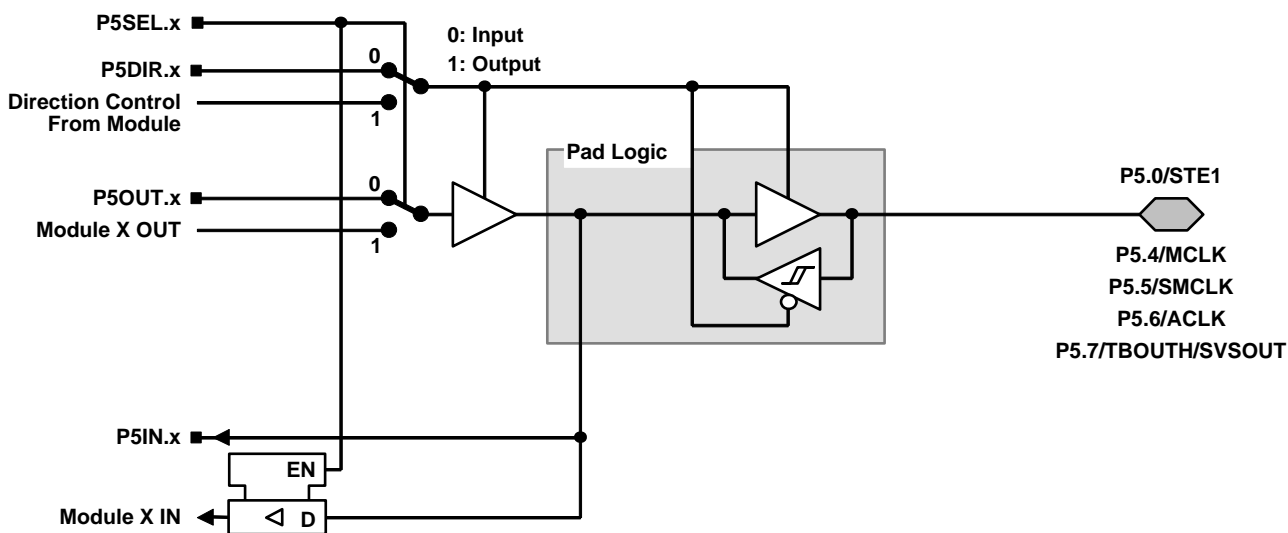 P5SEL.x
P5DIR.x
Direction Control
From Module
P5OUT.x
Module X OUT
0
1
0
1
0: Input
1: Output
Pad Logic
P5.0/STE1
P5.4/MCLK
P5.5/SMCLK
P5.6/ACLK
P5.7/TBOUTH/SVSOUT
P5IN.x
EN
Module X IN
D